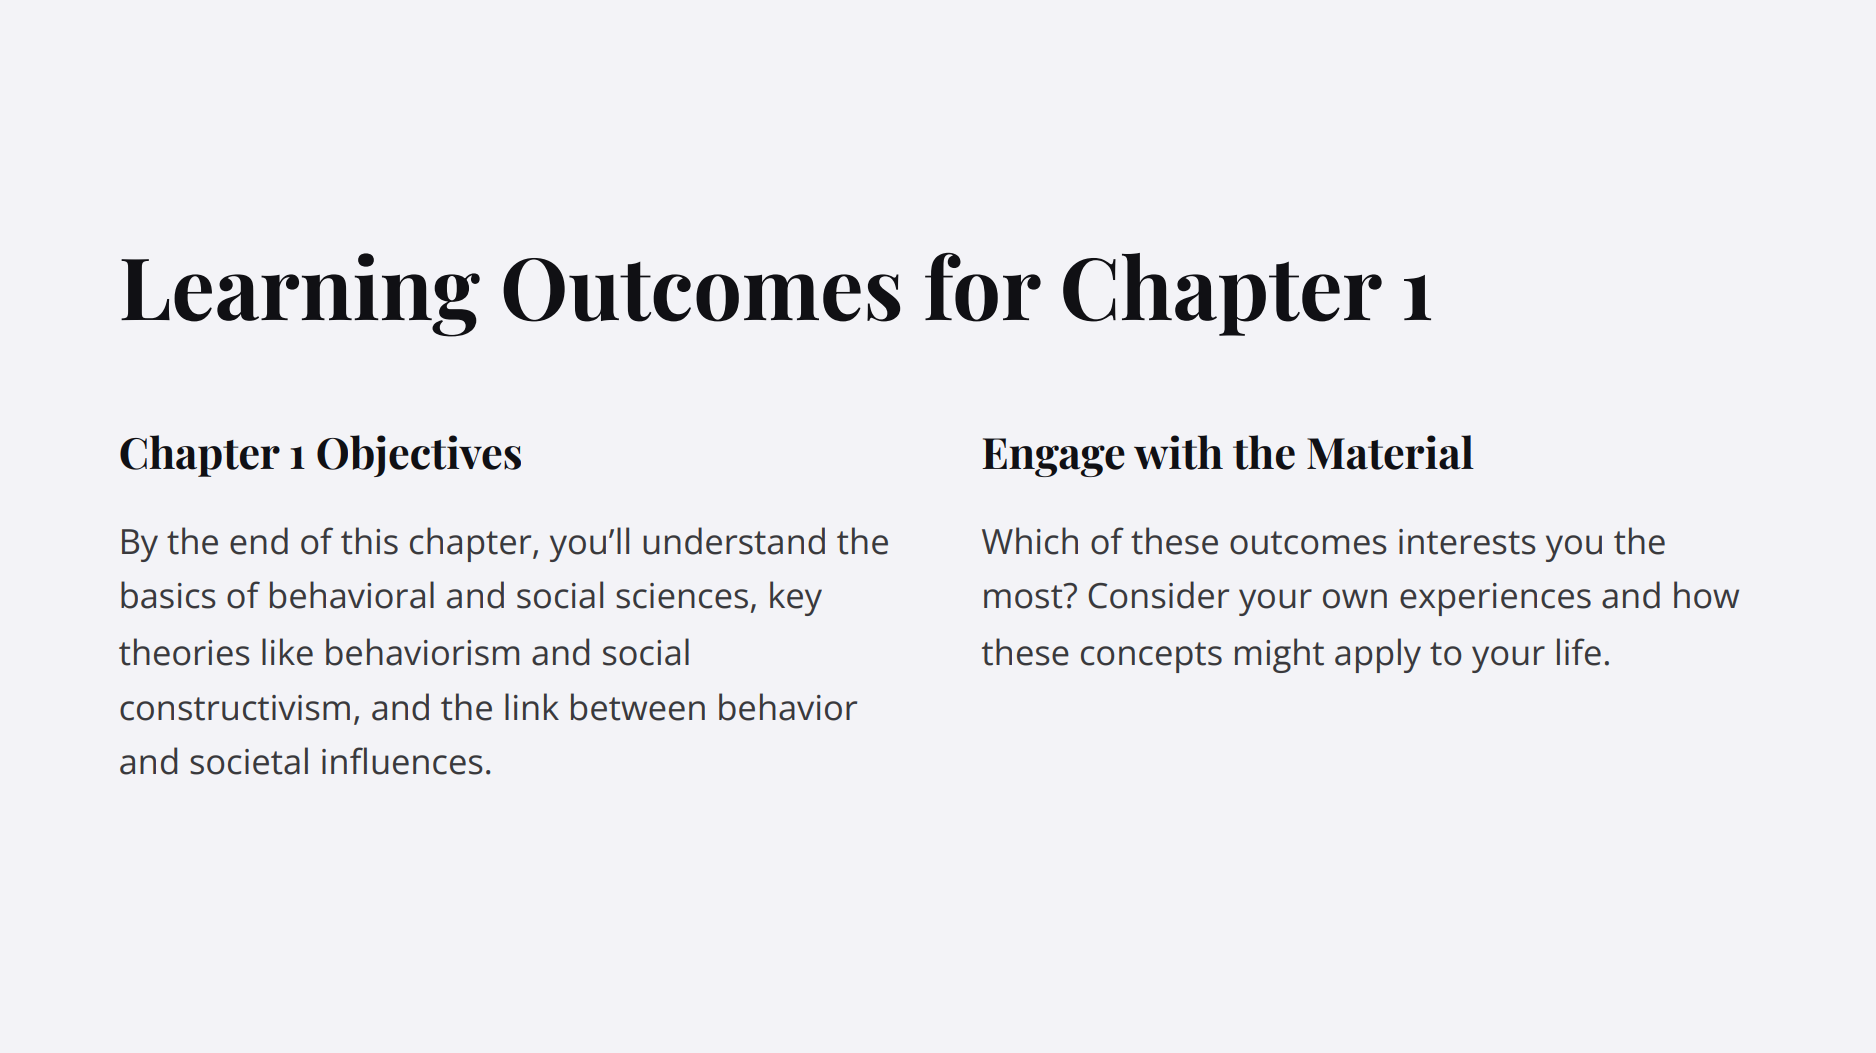 Learning Outcomes for Chapter 1
Chapter 1 Objectives
By the end of this chapter, you’ll understand the
basics of behavioral and social sciences, key
theories like behaviorism and social
constructivism, and the link between behavior
and societal influences.
Engage with the Material
Which of these outcomes interests you the
most? Consider your own experiences and how
these concepts might apply to your life.